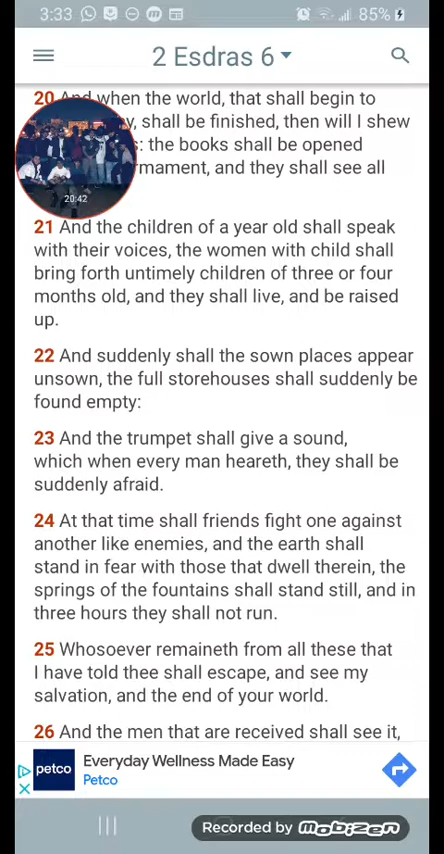 3:33
85%
2 Esdras 6
20 And when the world, that shall begin to
shall be finished, then will I shew
the books shall be opened
and they shall see all
20:42
21 And the children of a year old shall speak
with their voices, the women with child shall
bring forth untimely children of three or four
months old, and they shall live, and be raised
up.
22 And suddenly shall the sown places appear
unsown, the full storehouses shall suddenly be
found empty:
23 And the trumpet shall give a sound,
which when every man heareth, they shall be
suddenly afraid.
24 At that time shall friends fight one against
another like enemies, and the earth shall
stand in fear with those that dwell therein, the
springs of the fountains shall stand still, and in
three hours they shall not run.
25 Whosoever remaineth from all these that
I have told thee shall escape, and see my
salvation, and the end of your world.
26 And the men that are received shall see it,
petco
Everyday Wellness Made Easy
Petco
Recorded by Mobizen